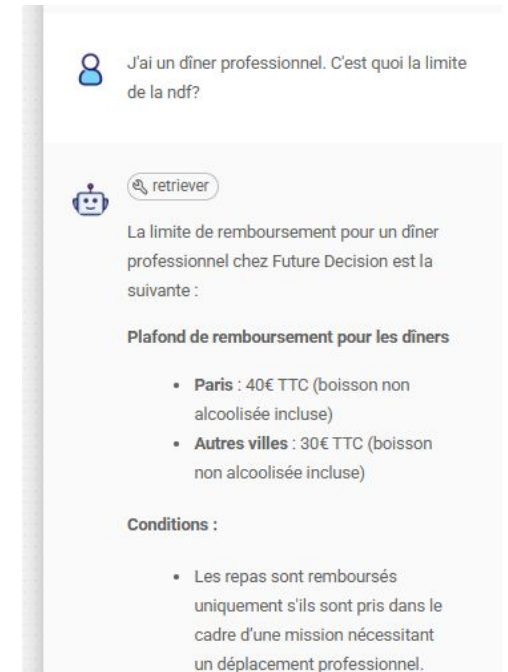 J'ai un dîner professionnel. C'est quoi la limite
de la ndf?
retriever
La limite de remboursement pour un dîner
professionnel chez Future Decision est la
suivante :
Plafond de remboursement pour les dîners
• Paris : 40€ TTC (boisson non
alcoolisée incluse)
• Autres villes : 30€ TTC (boisson
non alcoolisée incluse)
Conditions :
• Les repas sont remboursés
uniquement s'ils sont pris dans le
cadre d'une mission nécessitant
un déplacement professionnel.